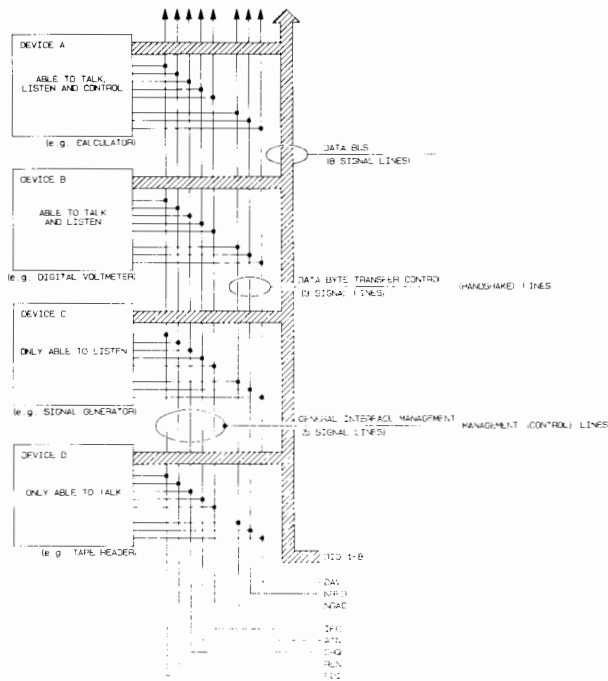 DEVICE A
ABLE TO TALK,
LISTEN AND CONTROL
(e.g. CALCULATOR)
DATA BUS
(8 SIGNAL LINES)
DEVICE B
ABLE TO TALK
AND LISTEN
(e.g. DIGITAL VOLTMETER)
DATA BYTE TRANSFER CONTROL
(3 SIGNAL LINES)
(HANDSHAKE) LINES
DEVICE C
ONLY ABLE TO LISTEN
(e.g. SIGNAL GENERATOR)
GENERAL INTERFACE MANAGEMENT
(5 SIGNAL LINES)
MANAGEMENT (CONTROL) LINES
DEVICE D
ONLY ABLE TO TALK
(e.g. TAPE READER)
DIO 1-8
DAV
NRFD
NDAC
IFC
ATN
SRQ
REN
EOI